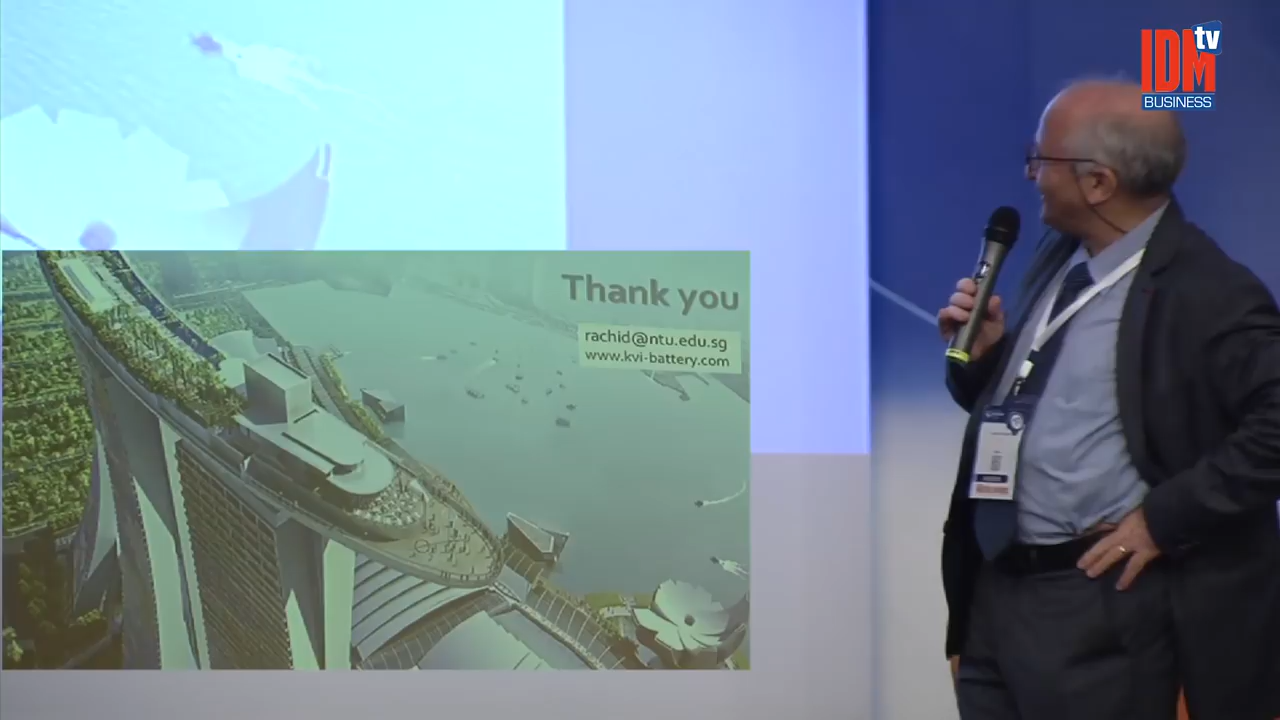 IDM tv
BUSINESS
Thank you
rachid@ntu.edu.sg
www.kvi-battery.com